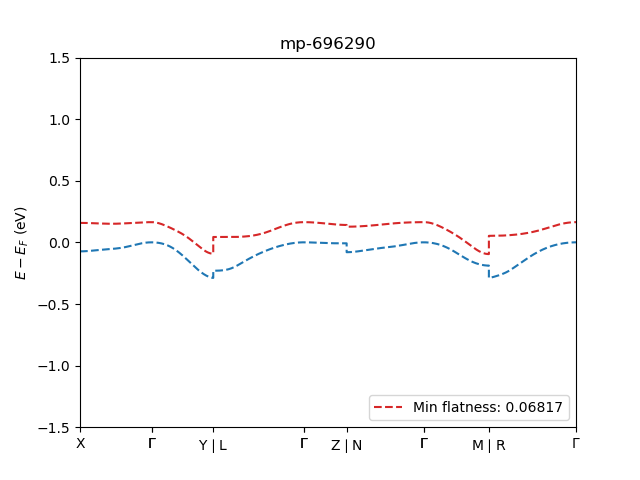 mp-696290
1.5
1.0
0.5
0.0
−0.5
−1.0
−1.5
E − E_F (eV)
Min flatness: 0.06817
X Γ Y | L Γ Z | N Γ M | R Γ